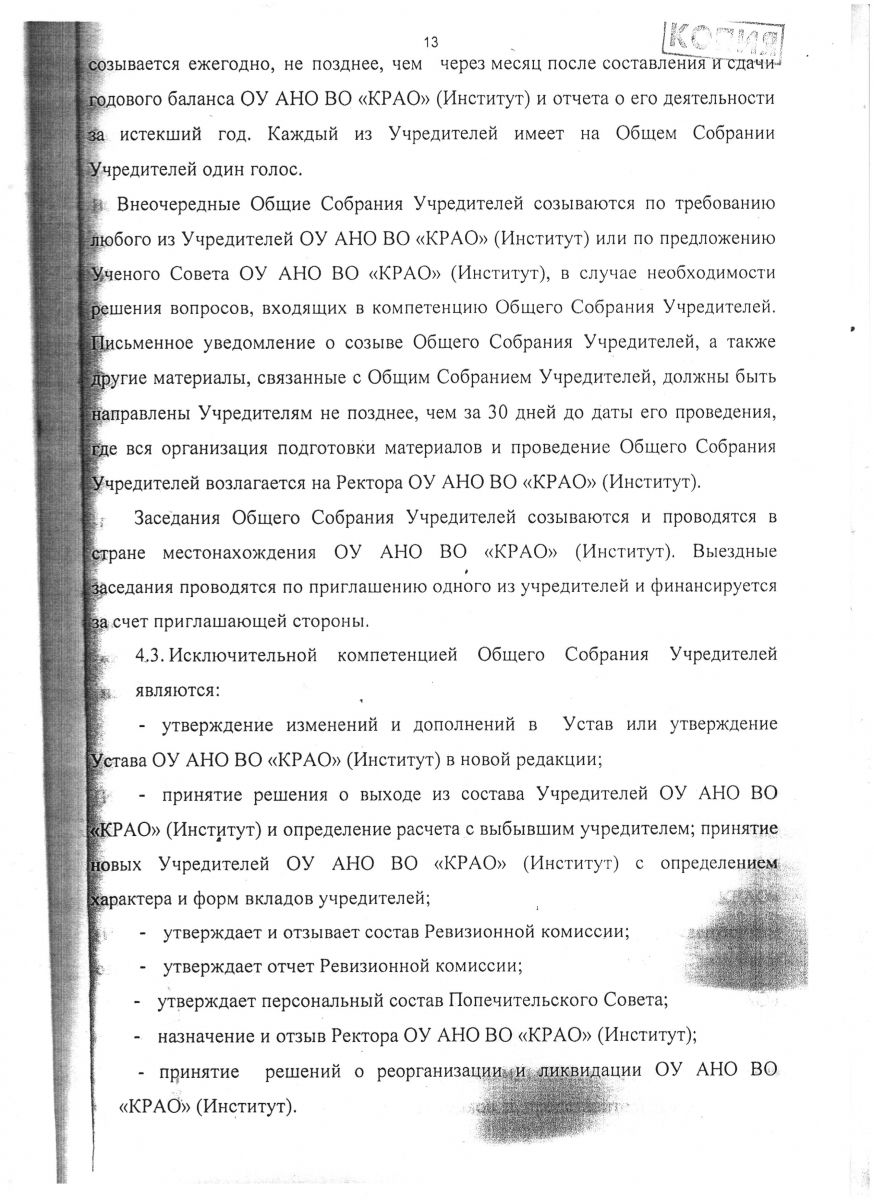 13
КОПИЯ
созывается ежегодно, не позднее, чем через месяц после составления и сдачи
годового баланса ОУ АНО ВО «КРАО» (Институт) и отчета о его деятельности
за истекший год. Каждый из Учредителей имеет на Общем Собрании
Учредителей один голос.
Внеочередные Общие Собрания Учредителей созываются по требованию
любого из Учредителей ОУ АНО ВО «КРАО» (Институт) или по предложению
Ученого Совета ОУ АНО ВО «КРАО» (Институт), в случае необходимости
решения вопросов, входящих в компетенцию Общего Собрания Учредителей.
Письменное уведомление о созыве Общего Собрания Учредителей, а также
другие материалы, связанные с Общим Собранием Учредителей, должны быть
направлены Учредителям не позднее, чем за 30 дней до даты его проведения,
где вся организация подготовки материалов и проведение Общего Собрания
Учредителей возлагается на Ректора ОУ АНО ВО «КРАО» (Институт).
Заседания Общего Собрания Учредителей созываются и проводятся в
стране местонахождения ОУ АНО ВО «КРАО» (Институт). Выездные
заседания проводятся по приглашению одного из учредителей и финансируется
за счет приглашающей стороны.
4.3. Исключительной компетенцией Общего Собрания Учредителей
являются:
- утверждение изменений и дополнений в Устав или утверждение
Устава ОУ АНО ВО «КРАО» (Институт) в новой редакции;
- принятие решения о выходе из состава Учредителей ОУ АНО ВО
«КРАО» (Институт) и определение расчета с выбывшим учредителем; принятие
новых Учредителей ОУ АНО ВО «КРАО» (Институт) с определением
характера и форм вкладов учредителей;
- утверждает и отзывает состав Ревизионной комиссии;
- утверждает отчет Ревизионной комиссии;
- утверждает персональный состав Попечительского Совета;
- назначение и отзыв Ректора ОУ АНО ВО «КРАО» (Институт);
- принятие решений о реорганизации и ликвидации ОУ АНО ВО
«КРАО» (Институт).